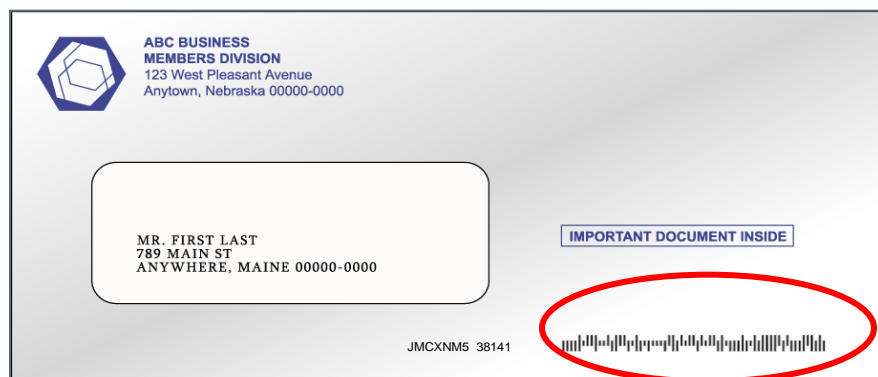 ABC BUSINESS
MEMBERS DIVISION
123 West Pleasant Avenue
Anytown, Nebraska 00000-0000
MR. FIRST LAST
789 MAIN ST
ANYWHERE, MAINE 00000-0000
IMPORTANT DOCUMENT INSIDE
JMCXNM5 38141